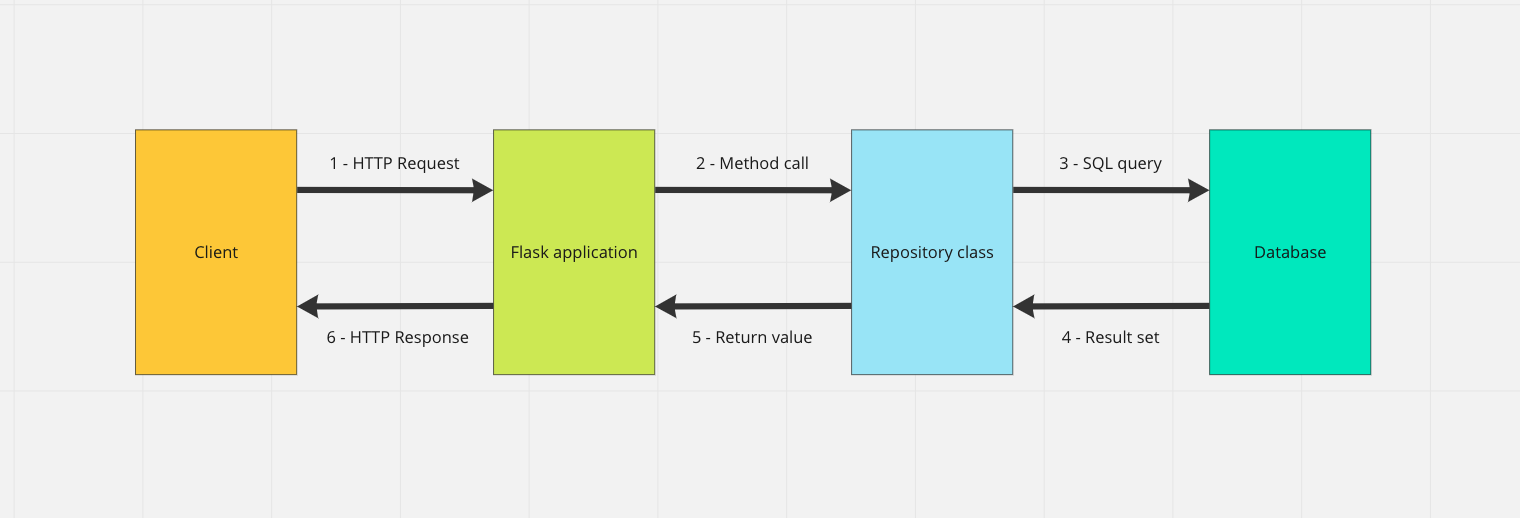 1 - HTTP Request
2 - Method call
3 - SQL query
Client
Flask application
Repository class
Database
6 - HTTP Response
5 - Return value
4 - Result set